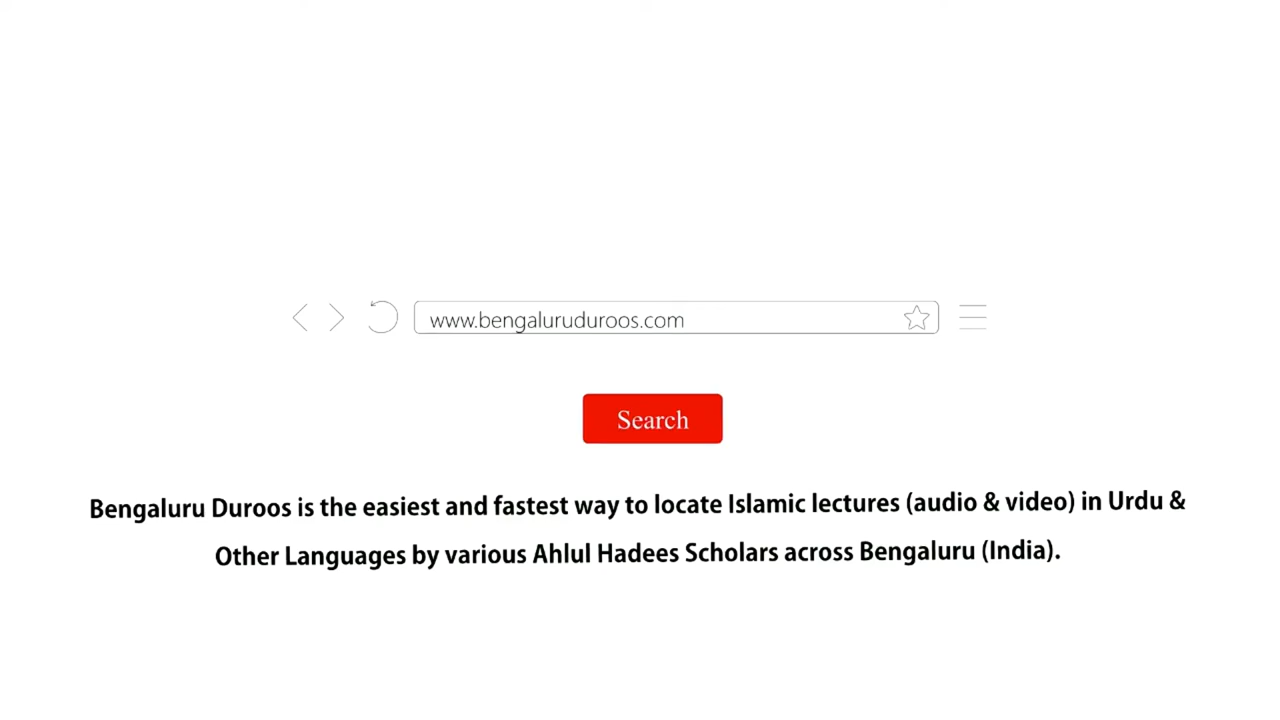 www.bengaluruduroos.com
Search
Bengaluru Duroos is the easiest and fastest way to locate Islamic lectures (audio & video) in Urdu &
Other Languages by various Ahlul Hadees Scholars across Bengaluru (India).